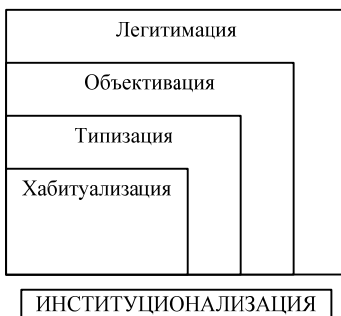 Легитимация
Объективация
Типизация
Хабитуализация
ИНСТИТУЦИОНАЛИЗАЦИЯ